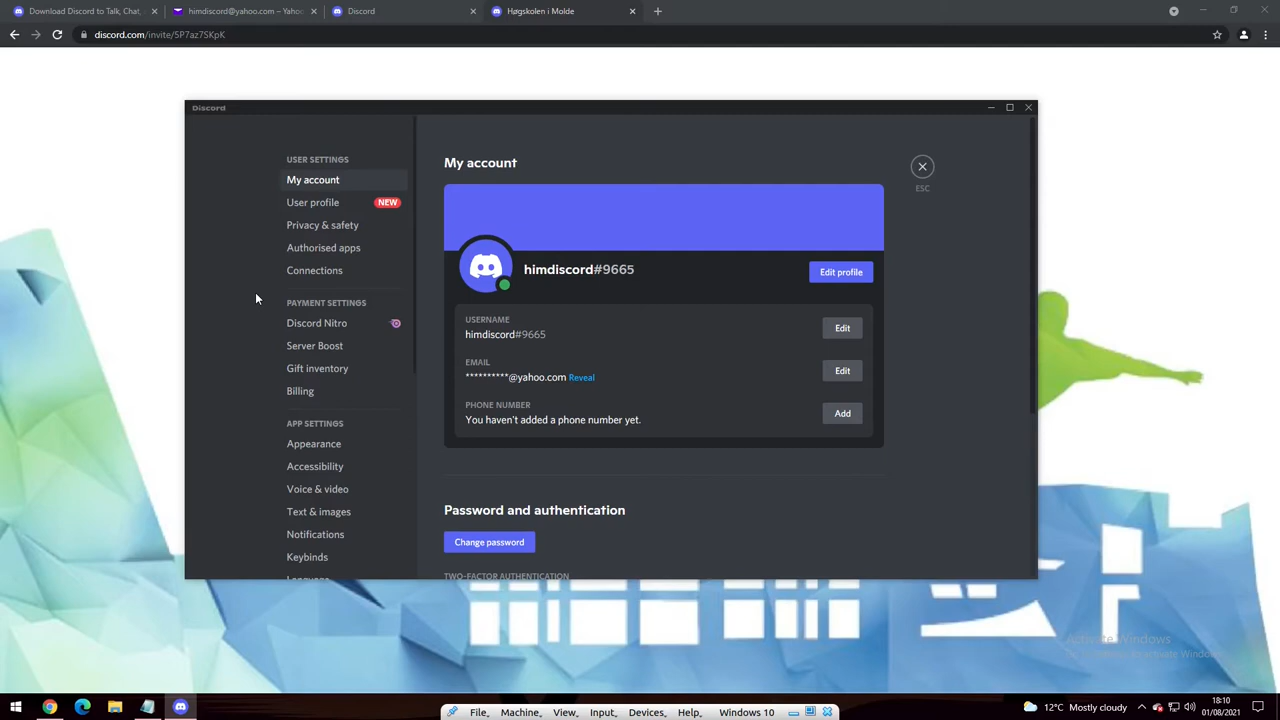 Download Discord to Talk, Chat,
himdiscord@yahoo.com – Yahoo
Discord
Høgskolen i Molde
discord.com/invite/5P7az7SKpK
Discord
USER SETTINGS
My account
User profile
NEW
Privacy & safety
Authorised apps
Connections
PAYMENT SETTINGS
Discord Nitro
Server Boost
Gift inventory
Billing
APP SETTINGS
Appearance
Accessibility
Voice & video
Text & images
Notifications
Keybinds
Language
My account
ESC
himdiscord#9665
Edit profile
USERNAME
himdiscord#9665
Edit
EMAIL
**********@yahoo.com Reveal
Edit
PHONE NUMBER
You haven't added a phone number yet.
Add
Password and authentication
Change password
TWO-FACTOR AUTHENTICATION
Activate Windows
Activate Windows
12°C Mostly cloudy
18:10
01/08/2021
File Machine View Input Devices Help Windows 10